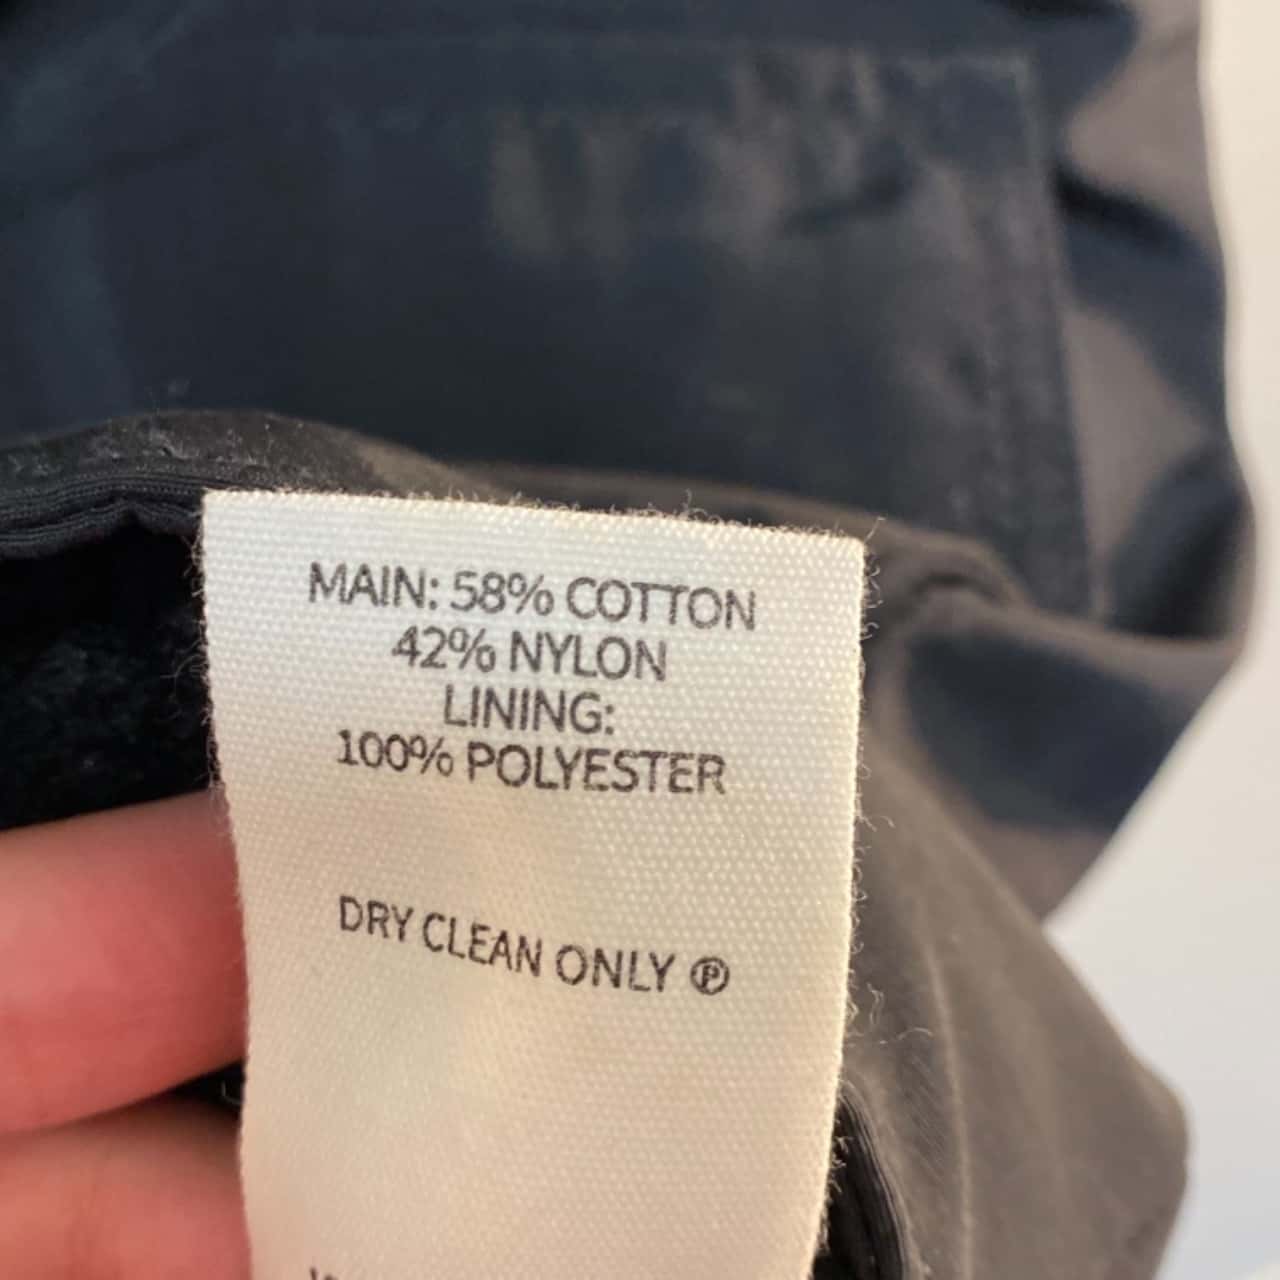 MAIN: 58% COTTON
42% NYLON
LINING:
100% POLYESTER
DRY CLEAN ONLY Ⓟ